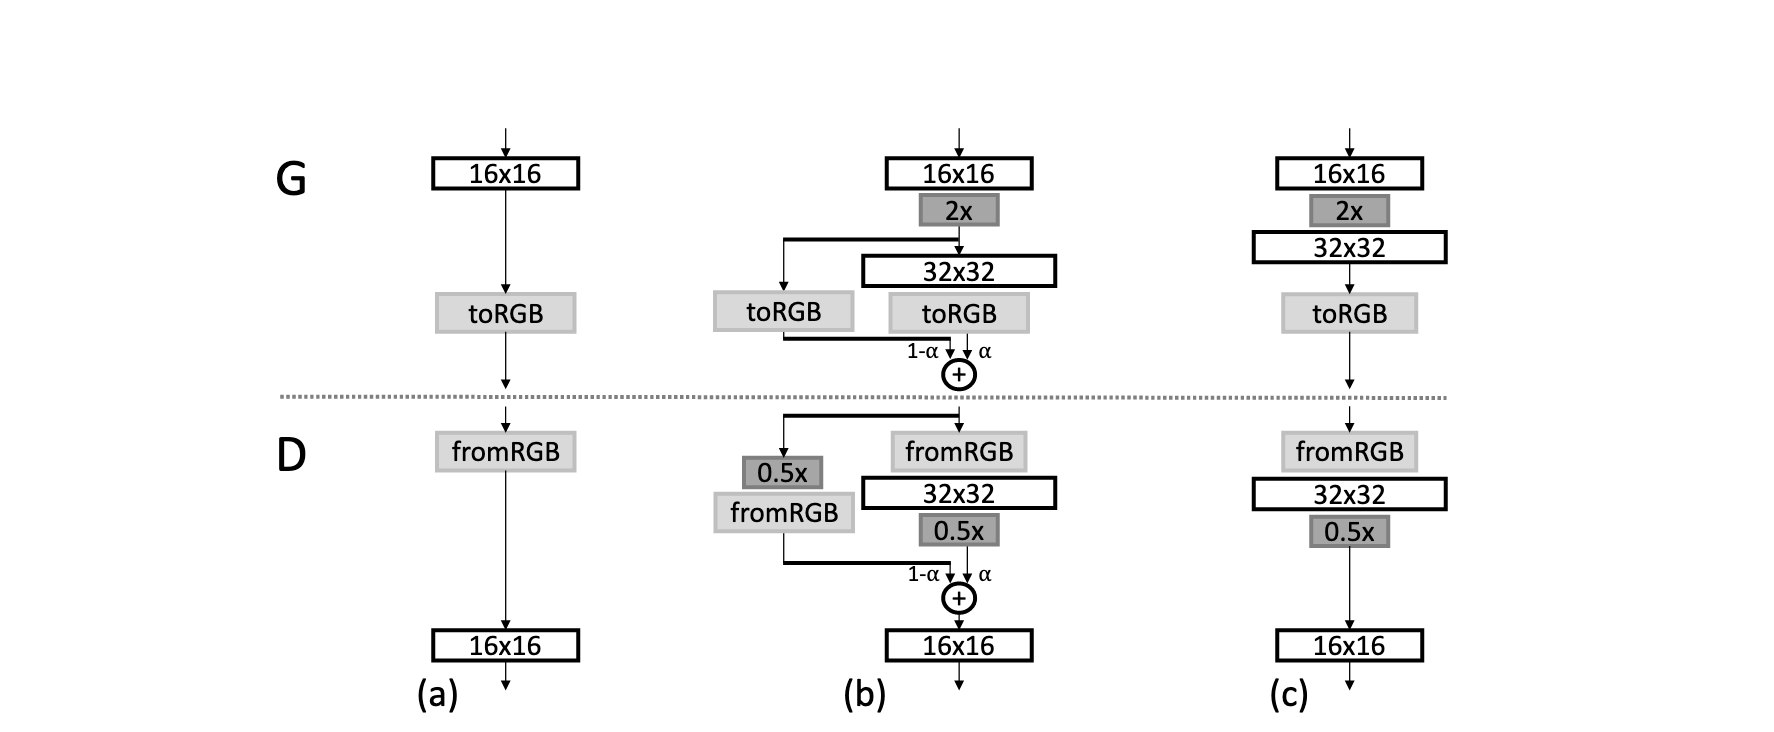 G
16x16
toRGB
16x16
2x
32x32
toRGB
toRGB
1-α
α
+
16x16
2x
32x32
toRGB
D
fromRGB
16x16
(a)
0.5x
fromRGB
fromRGB
32x32
0.5x
1-α
α
+
16x16
(b)
fromRGB
32x32
0.5x
16x16
(c)